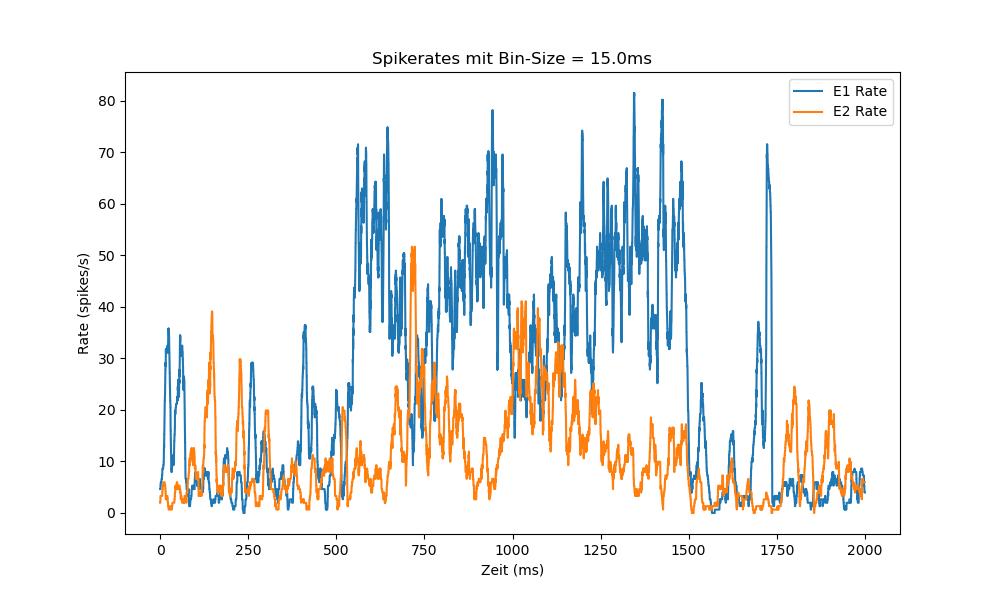 Spikerates mit Bin-Size = 15.0ms
E1 Rate
E2 Rate
80
70
60
50
40
30
20
10
0
Rate (spikes/s)
0 250 500 750 1000 1250 1500 1750 2000
Zeit (ms)